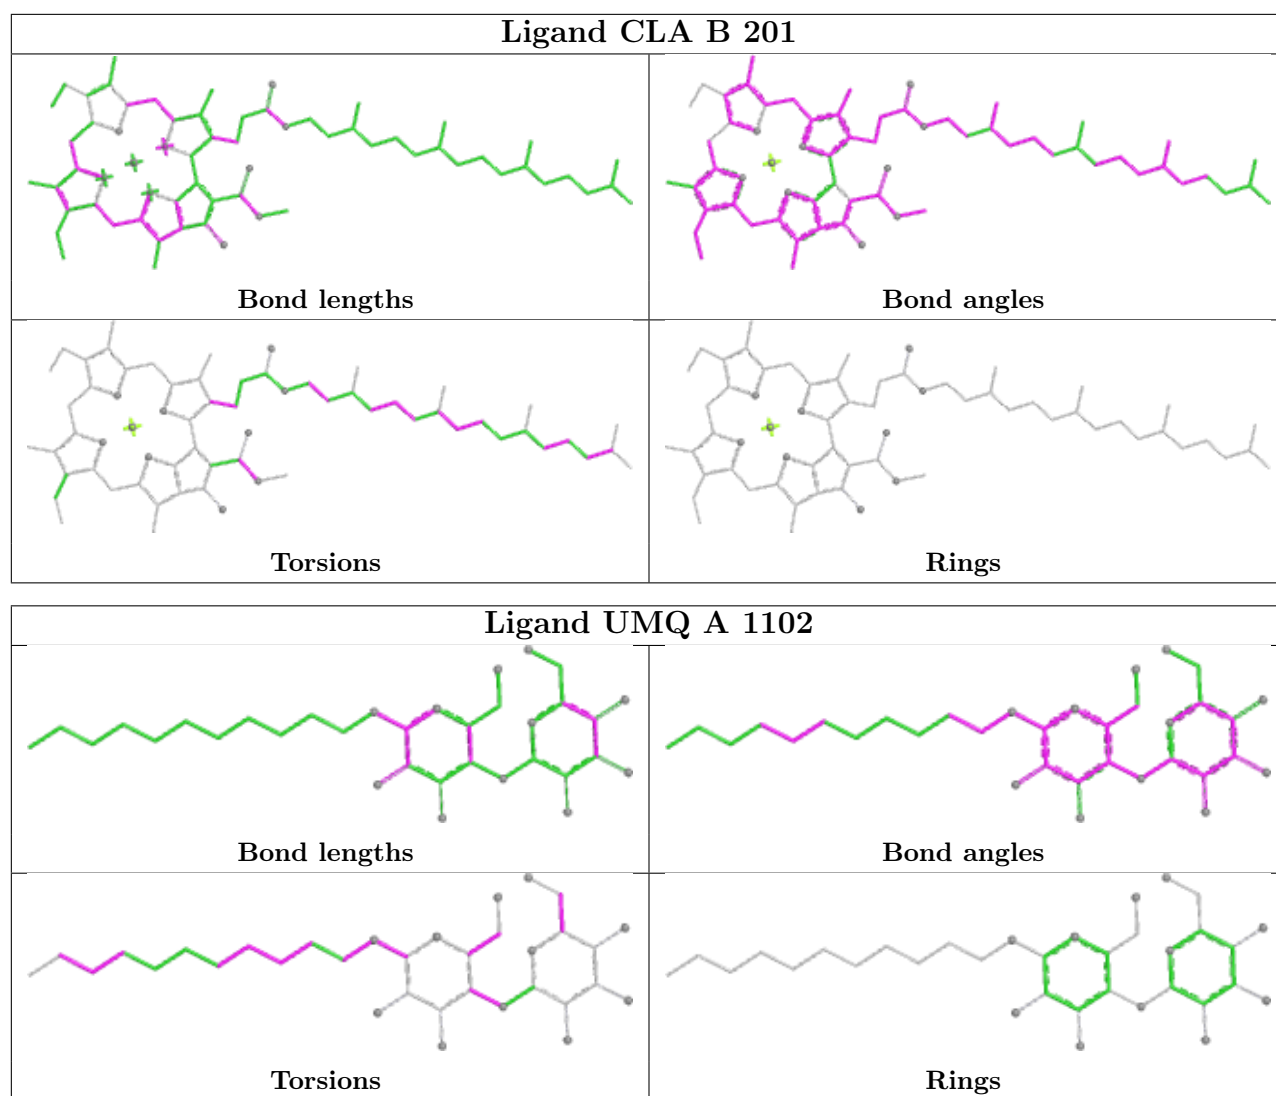 Ligand CLA B 201
Bond lengths
Bond angles
Torsions
Rings
Ligand UMQ A 1102
Bond lengths
Bond angles
Torsions
Rings